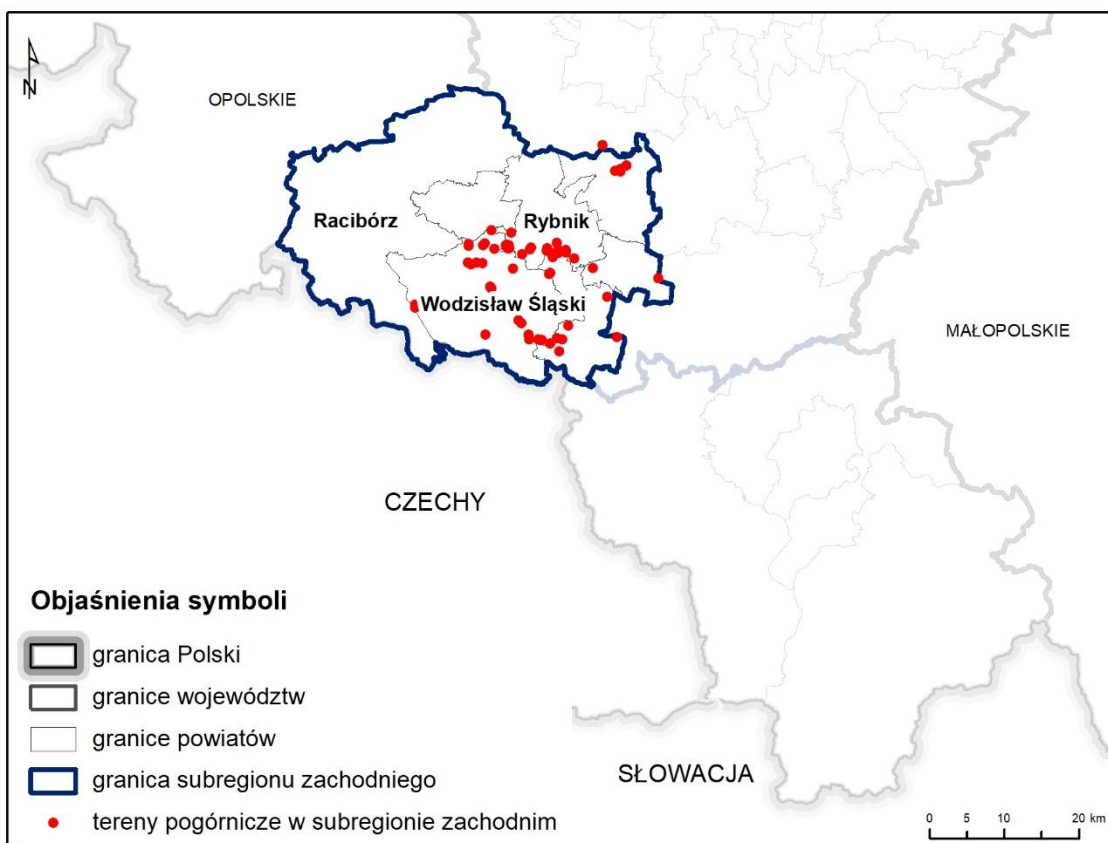 N
OPOLSKIE
Racibórz
Rybnik
Wodzisław Śląski
MAŁOPOLSKIE
CZECHY
SŁOWACJA
Objaśnienia symboli
granica Polski
granice województw
granice powiatów
granica subregionu zachodniego
tereny pogórnicze w subregionie zachodnim
0 5 10 20 km